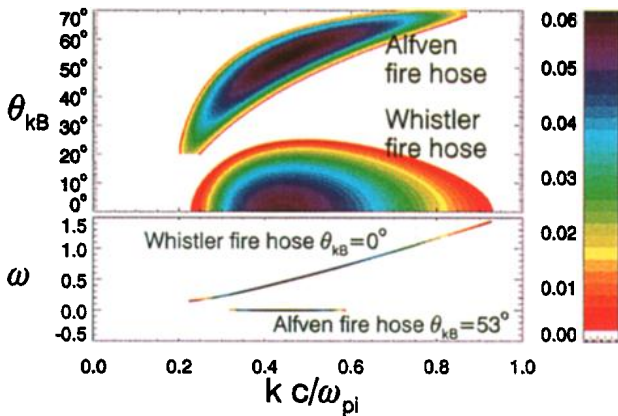 70°
60°
50°
40°
30°
20°
10°
0°
θkB
Alfven
fire hose
Whistler
fire hose
0.06
0.05
0.04
0.03
0.02
0.01
0.00
1.5
1.0
0.5
0.0
-0.5
ω
Whistler fire hose θkB=0°
Alfven fire hose θkB=53°
0.0 0.2 0.4 0.6 0.8 1.0
k c/ωpi